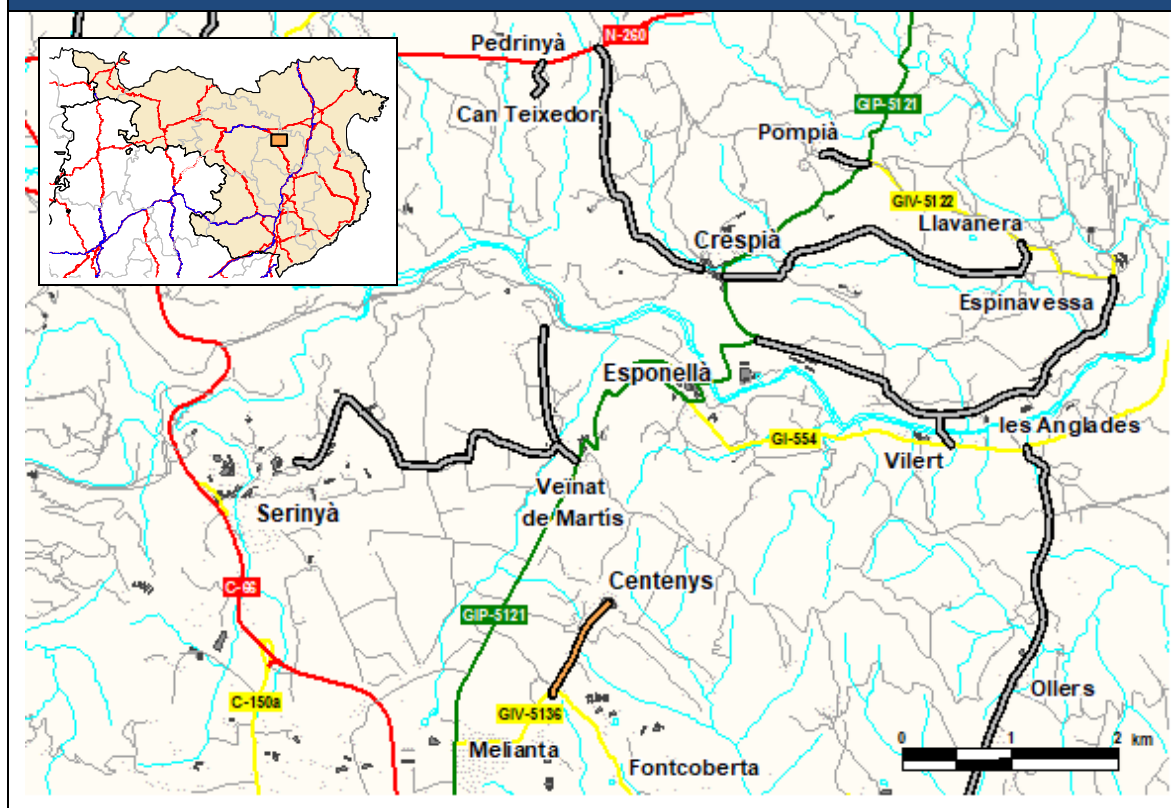 Pedrinyà
N-260
Can Teixedor
GIP-5121
Pompià
GIV-5122
Llavanera
Crespià
Espinavessa
Esponellà
les Anglades
GI-554
Vilert
Veinat
de Martís
Serinyà
Centenys
C-66
GIP-5121
Ollers
C-150a
GIV-5136
Melianta
Fontcoberta
0 1 2 km